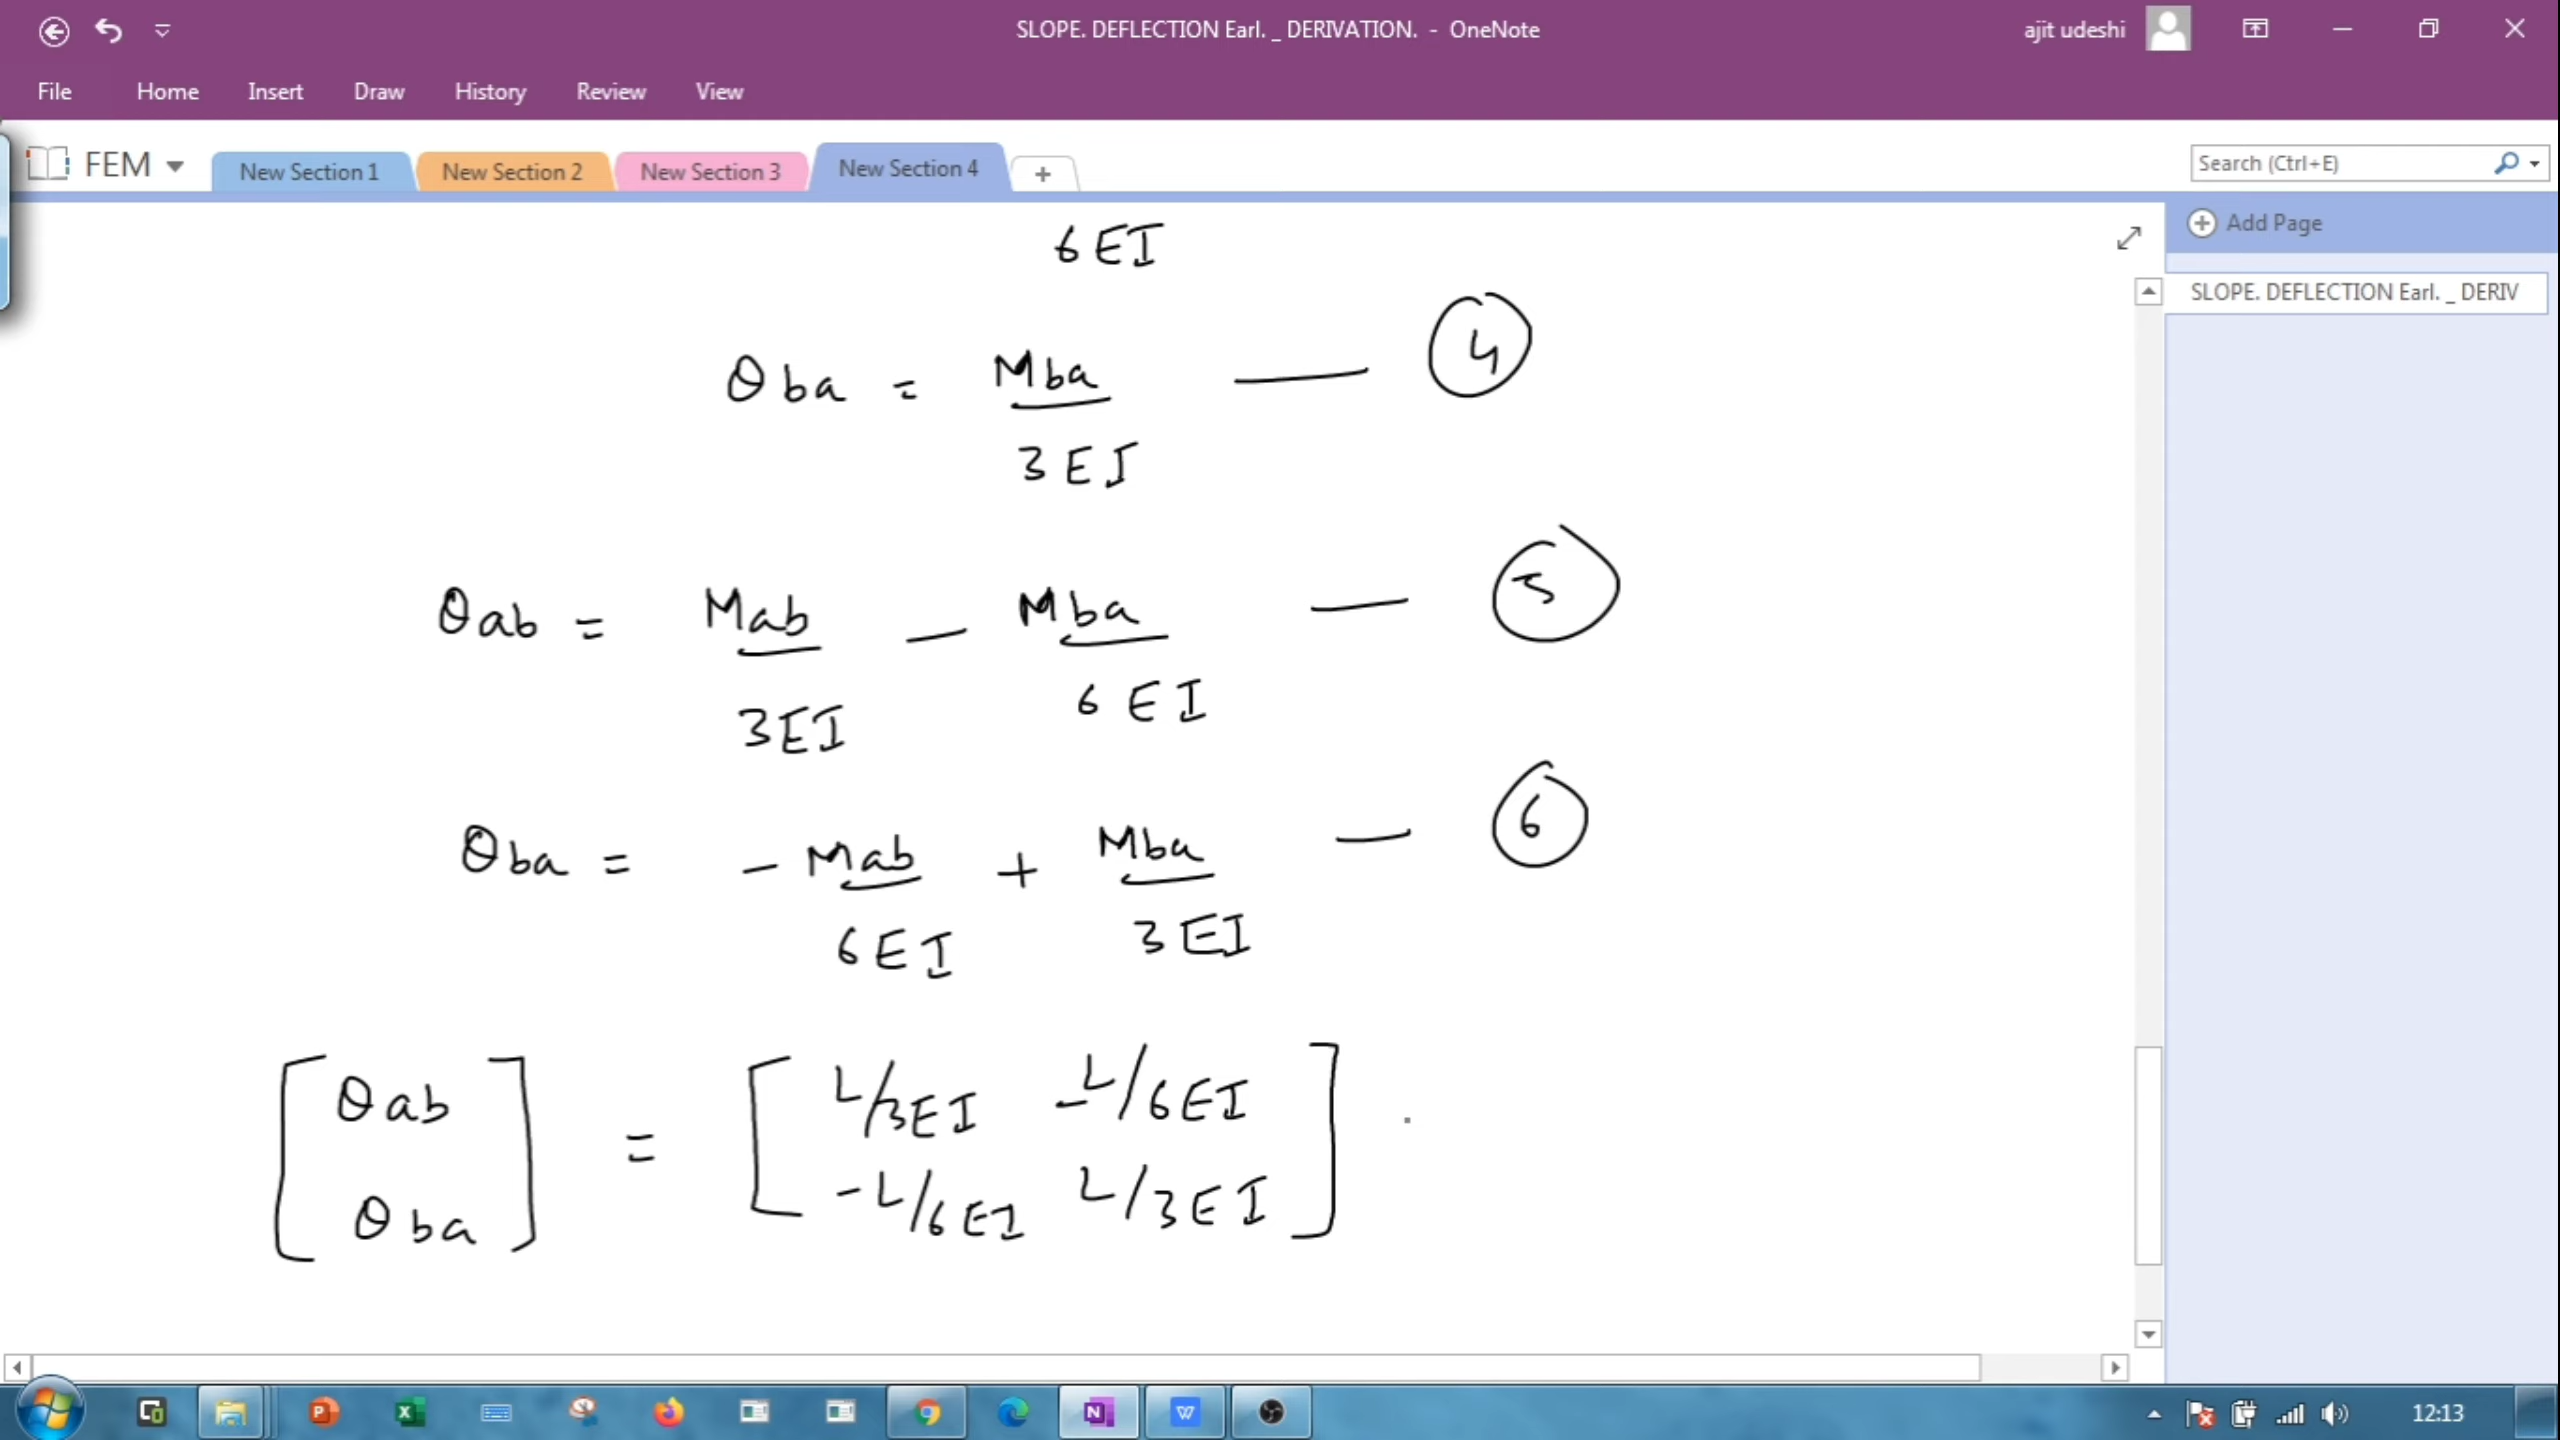 SLOPE. DEFLECTION Earl. _ DERIVATION. - OneNote
ajit udeshi
File Home Insert Draw History Review View
FEM New Section 1 New Section 2 New Section 3 New Section 4 +
Search (Ctrl+E)
Add Page
SLOPE. DEFLECTION Earl. _ DERIV
6EI
θba = Mba — 4
3EI
θab = Mab — Mba — 5
3EI 6EI
θba = - Mab + Mba — 6
6EI 3EI
[ θab ] = [ L/3EI -L/6EI ]
[ θba ] [ -L/6EI L/3EI ]
12:13